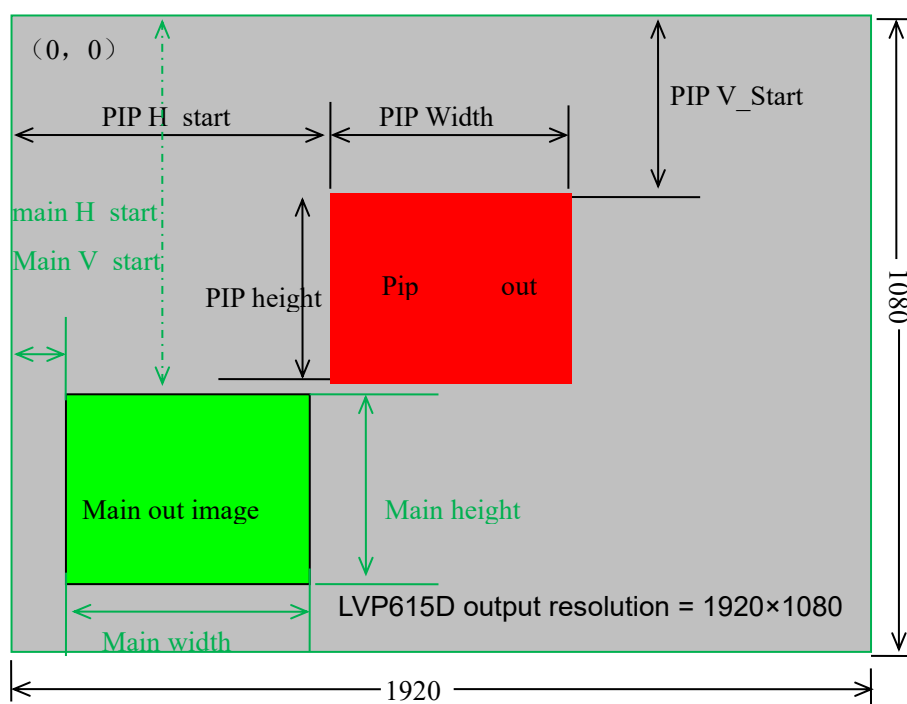 （0，0）
PIP H start
PIP Width
PIP V_Start
main H start
Main V start
PIP height
Pip out
1080
Main out image
Main height
LVP615D output resolution = 1920×1080
Main width
1920